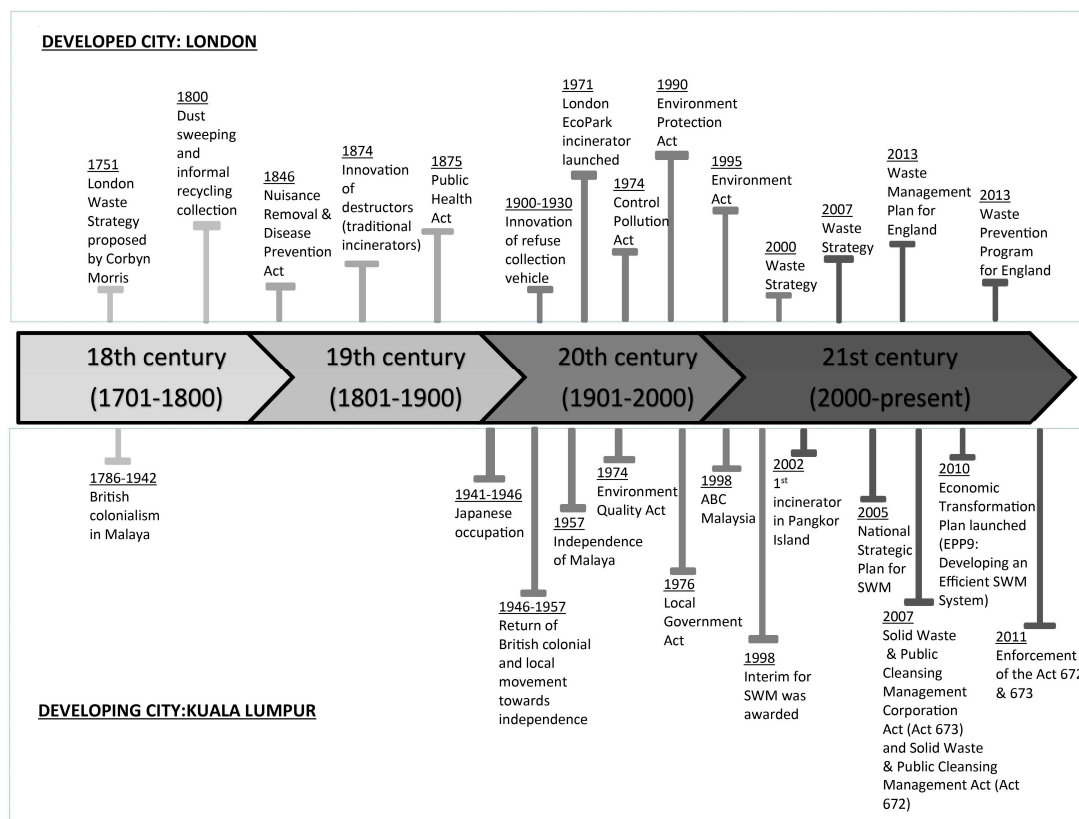 DEVELOPED CITY: LONDON
1751
London
Waste
Strategy
proposed
by Corbyn
Morris
1800
Dust
sweeping
and
informal
recycling
collection
1846
Nuisance
Removal &
Disease
Prevention
Act
1874
Innovation
of
destructors
(traditional
incinerators)
1875
Public
Health
Act
1900-1930
Innovation
of refuse
collection
vehicle
1971
London
EcoPark
incinerator
launched
1974
Control
Pollution
Act
1990
Environment
Protection
Act
1995
Environment
Act
2000
Waste
Strategy
2007
Waste
Strategy
2013
Waste
Management
Plan for
England
2013
Waste
Prevention
Program
for England
18th century
(1701-1800)
19th century
(1801-1900)
20th century
(1901-2000)
21st century
(2000-present)
1786-1942
British
colonialism
in Malaya
1941-1946
Japanese
occupation
1946-1957
Return of
British colonial
and local
movement
towards
independence
1957
Independence
of Malaya
1974
Environment
Quality Act
1976
Local
Government
Act
1998
ABC
Malaysia
1998
Interim for
SWM was
awarded
2002
1st
incinerator
in Pangkor
Island
2005
National
Strategic
Plan for
SWM
2007
Solid Waste
& Public
Cleansing
Management
Corporation
Act (Act 673)
and Solid Waste
& Public Cleansing
Management Act (Act
672)
2010
Economic
Transformation
Plan launched
(EPP9:
Developing an
Efficient SWM
System)
2011
Enforcement
of the Act 672
& 673
DEVELOPING CITY:KUALA LUMPUR